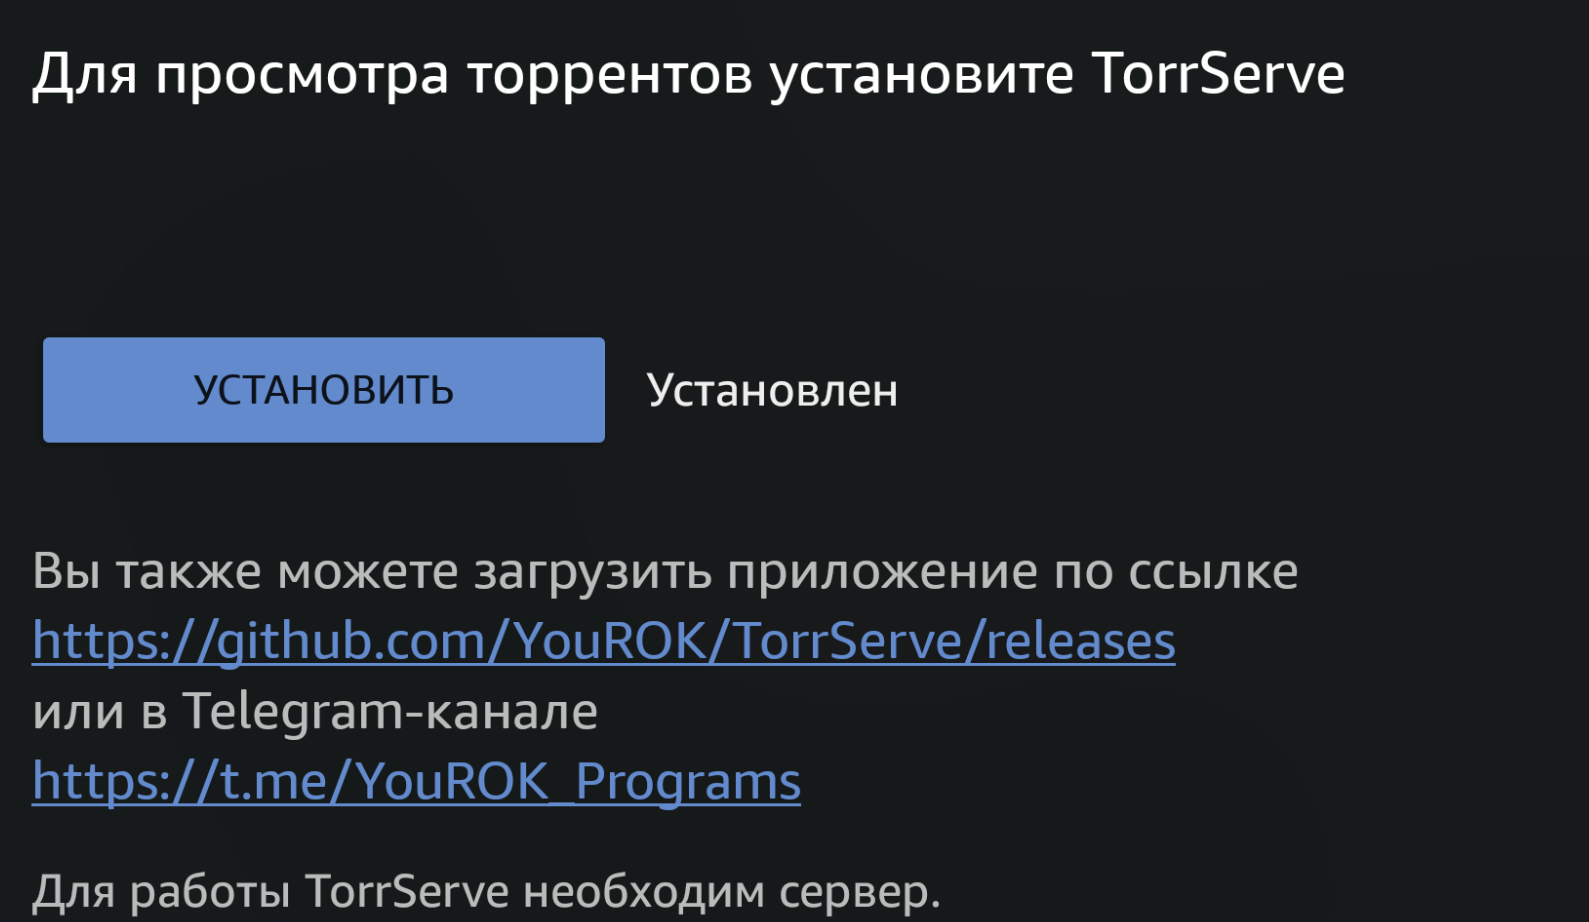 Для просмотра торрентов установите TorrServe
УСТАНОВИТЬ
Установлен
Вы также можете загрузить приложение по ссылке
https://github.com/YouROK/TorrServe/releases
или в Telegram-канале
https://t.me/YouROK_Programs
Для работы TorrServe необходим сервер.